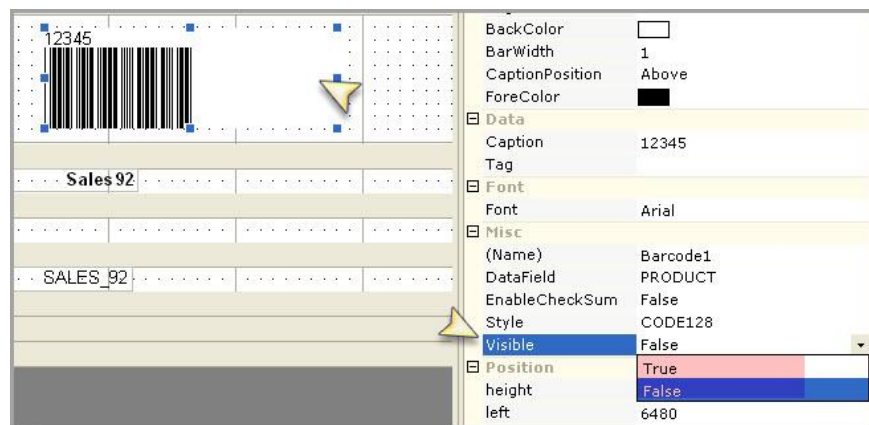 12345
Sales 92
SALES_92
BackColor
BarWidth 1
CaptionPosition Above
ForeColor
Data
Caption 12345
Tag
Font
Font Arial
Misc
(Name) Barcode1
DataField PRODUCT
EnableCheckSum False
Style CODE128
Visible False
Position True
height False
left 6480